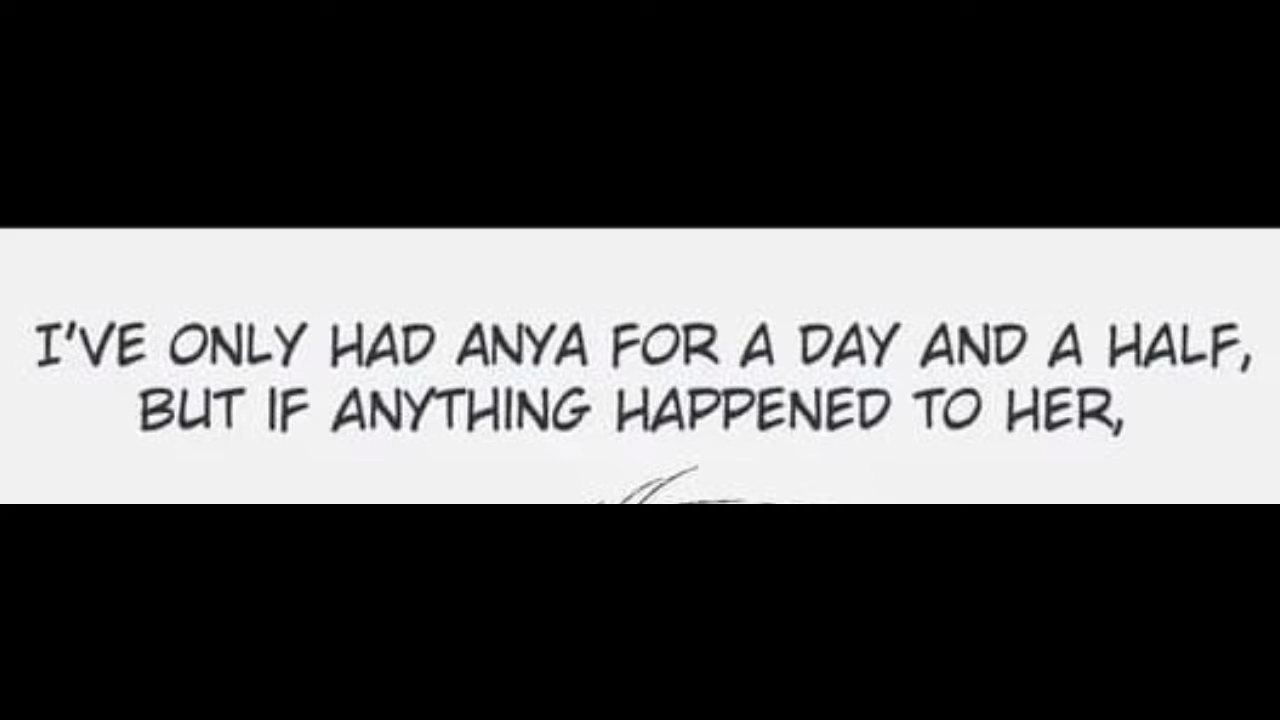 I'VE ONLY HAD ANYA FOR A DAY AND A HALF,
BUT IF ANYTHING HAPPENED TO HER,